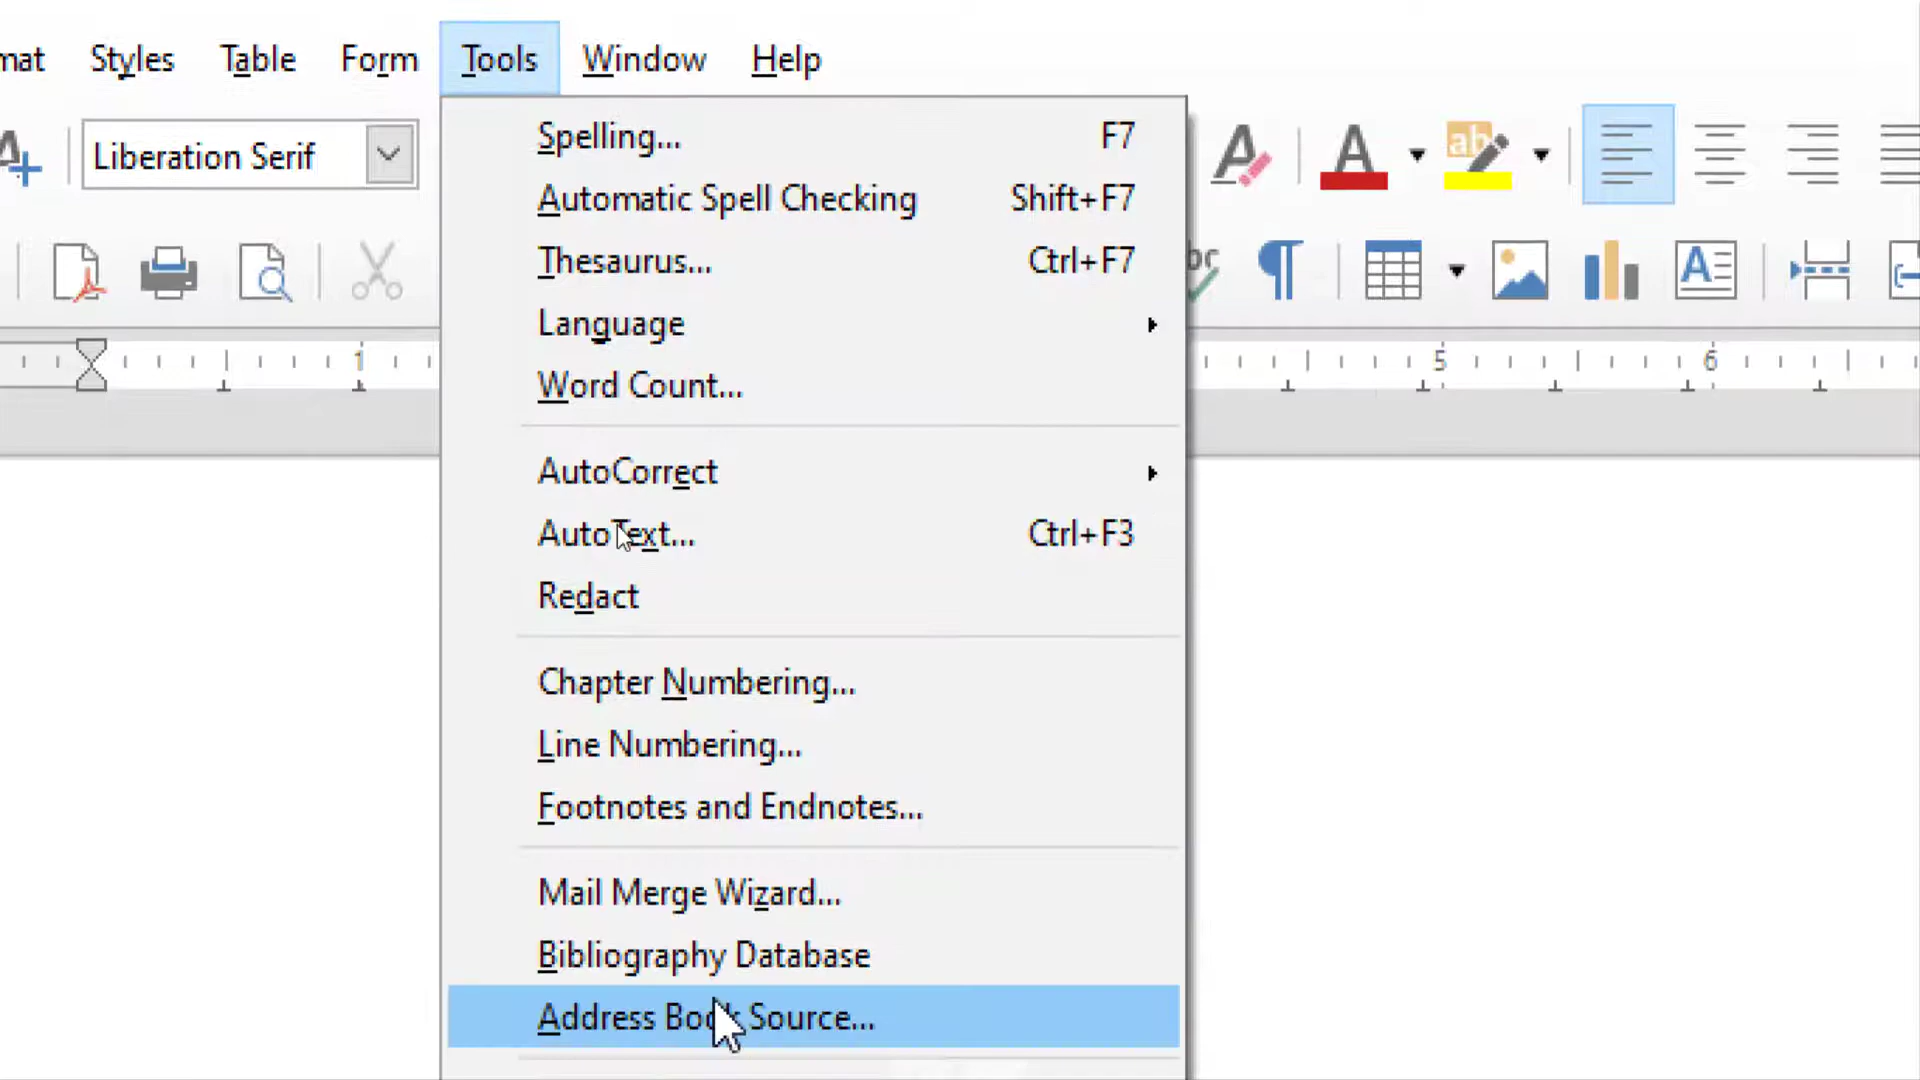 mat Styles Table Form Tools Window Help
Liberation Serif
Spelling... F7
Automatic Spell Checking Shift+F7
Thesaurus... Ctrl+F7
Language
Word Count...
1 5 6
AutoCorrect
AutoText... Ctrl+F3
Redact
Chapter Numbering...
Line Numbering...
Footnotes and Endnotes...
Mail Merge Wizard...
Bibliography Database
Address Book Source...